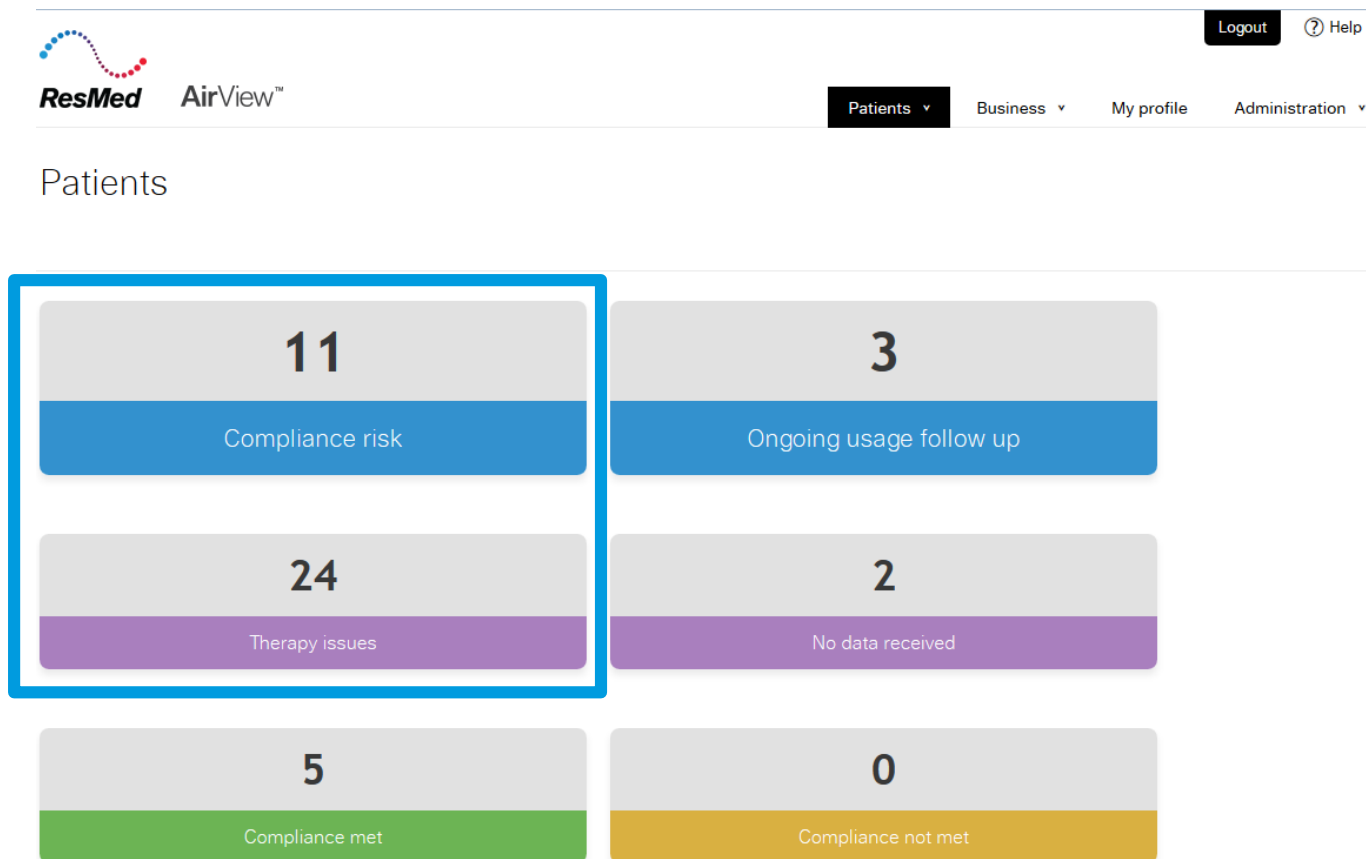 Logout ? Help
ResMed AirView™
Patients ˅ Business ˅ My profile Administration ˅
Patients
11 3
Compliance risk Ongoing usage follow up
24 2
Therapy issues No data received
5 0
Compliance met Compliance not met